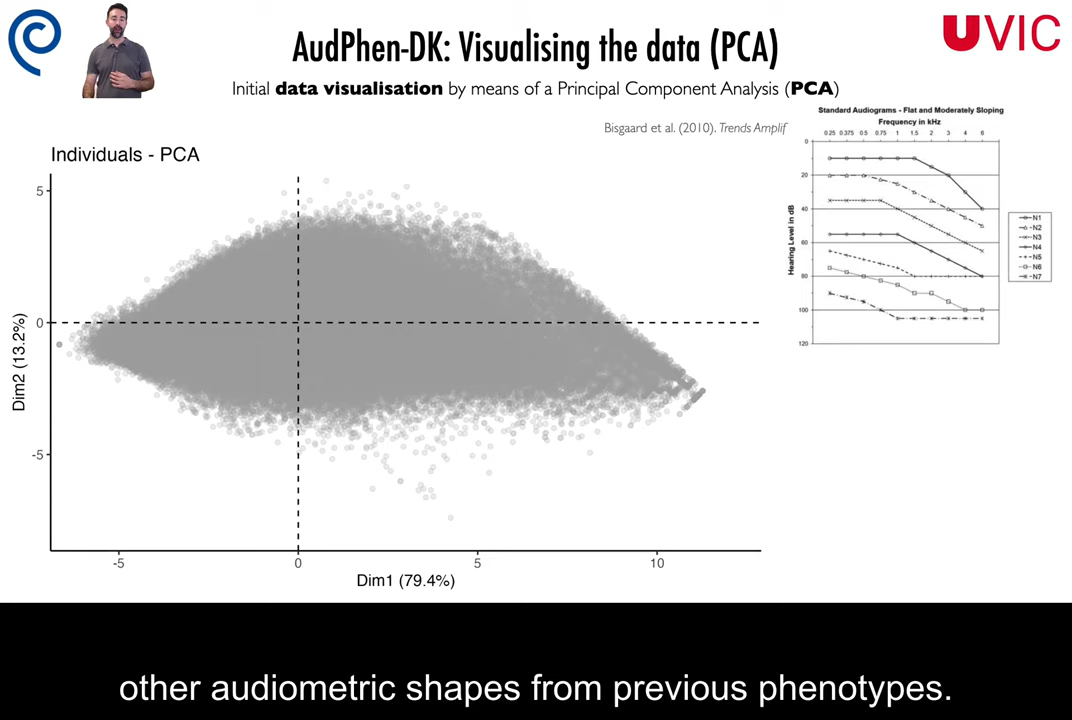 UVIC
AudPhen-DK: Visualising the data (PCA)
Initial data visualisation by means of a Principal Component Analysis (PCA)
Bisgaard et al. (2010). Trends Amplif
Standard Audiograms - Flat and Moderately Sloping
Frequency in kHz
0.25 0.375 0.5 0.75 1 1.5 2 3 4 6
0
20
40
60
80
100
120
Hearing Level in dB
N1
N2
N3
N4
N5
N6
N7
Individuals - PCA
5
0
-5
Dim2 (13.2%)
-5 0 5 10
Dim1 (79.4%)
other audiometric shapes from previous phenotypes.